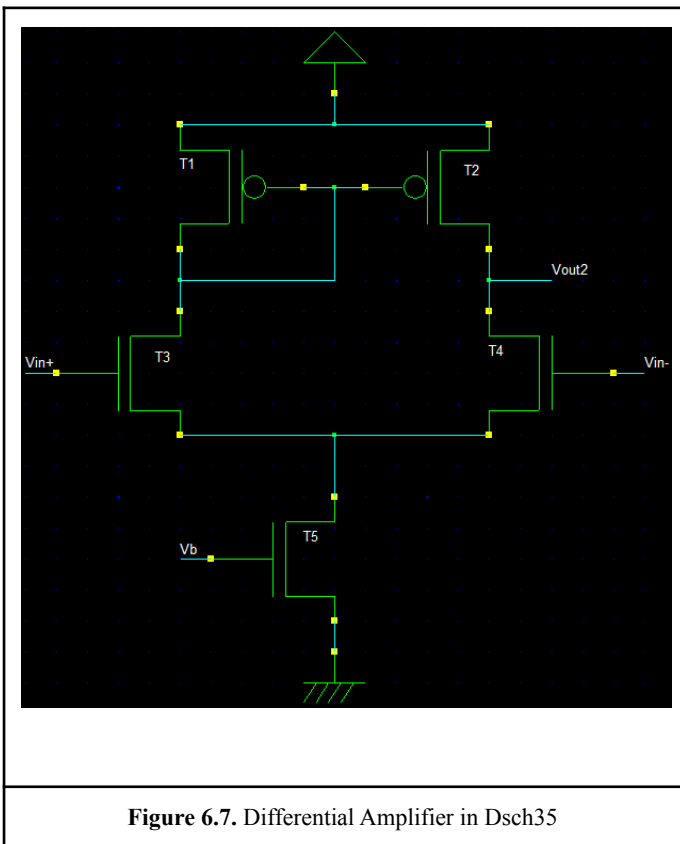 T1
T2
Vout2
Vin+
T3
T4
Vin-
Vb
T5
Figure 6.7. Differential Amplifier in Dsch35